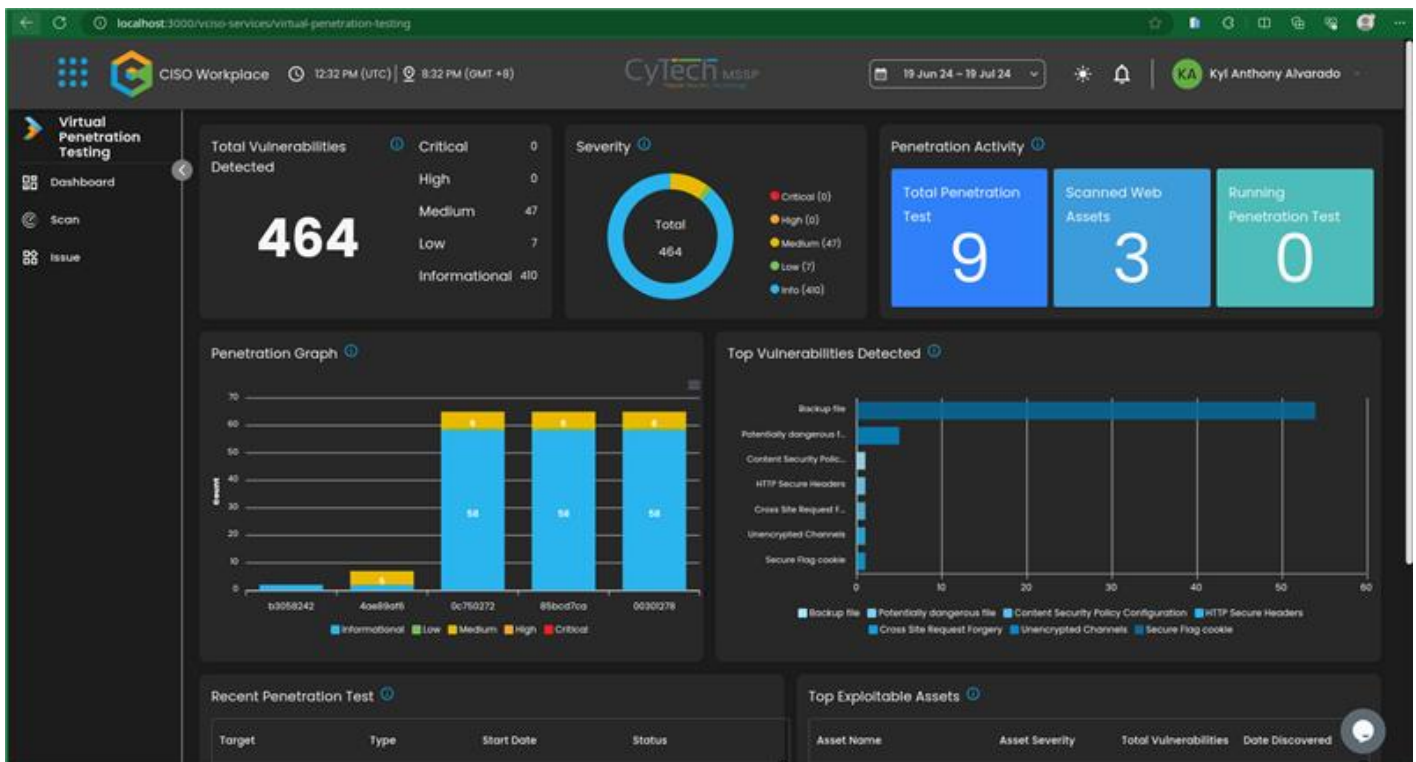 localhost:3000/vciso-services/virtual-penetration-testing
CISO Workplace
12:32 PM (UTC)
8:32 PM (GMT +8)
CyTech MSSP
19 Jun 24 – 19 Jul 24
KA
Kyl Anthony Alvarado
Virtual
Penetration
Testing
Dashboard
Scan
Issue
Total Vulnerabilities
Detected
464
Critical 0
High 0
Medium 47
Low 7
Informational 410
Severity
Total
464
Critical (0)
High (0)
Medium (47)
Low (7)
Info (410)
Penetration Activity
Total Penetration
Test
9
Scanned Web
Assets
3
Running
Penetration Test
0
Penetration Graph
70
60
50
40
30
20
10
0
Count
5
58
58
58
b3058242
4ae89af6
0c750272
85bcd7ca
00301278
Informational Low Medium High Critical
Top Vulnerabilities Detected
Backup file
Potentially dangerous f...
Content Security Polic...
HTTP Secure Headers
Cross Site Request F...
Unencrypted Channels
Secure Flag cookie
0 10 20 30 40 50 60
Backup file Potentially dangerous file Content Security Policy Configuration HTTP Secure Headers
Cross Site Request Forgery Unencrypted Channels Secure Flag cookie
Recent Penetration Test
Target Type Start Date Status
Top Exploitable Assets
Asset Name Asset Severity Total Vulnerabilities Date Discovered